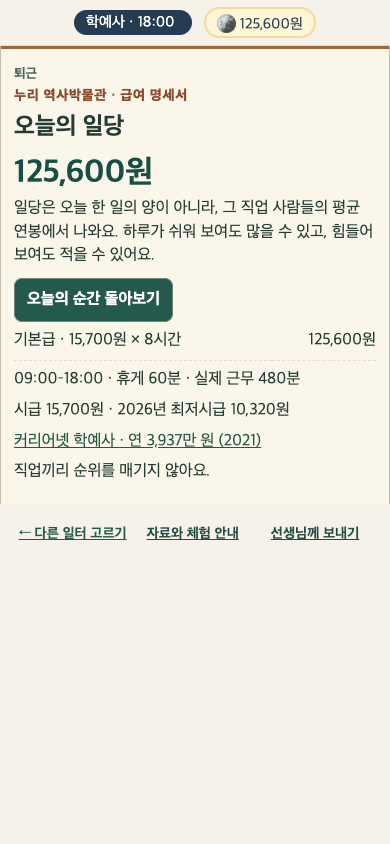 학예사 · 18:00
125,600원
퇴근
누리 역사박물관 · 급여 명세서
오늘의 일당
125,600원
일당은 오늘 한 일의 양이 아니라, 그 직업 사람들의 평균
연봉에서 나와요. 하루가 쉬워 보여도 많을 수 있고, 힘들어
보여도 적을 수 있어요.
오늘의 순간 돌아보기
기본급 · 15,700원 × 8시간 125,600원
09:00-18:00 · 휴게 60분 · 실제 근무 480분
시급 15,700원 · 2026년 최저시급 10,320원
커리어넷 학예사 · 연 3,937만 원 (2021)
직업끼리 순위를 매기지 않아요.
← 다른 일터 고르기 자료와 체험 안내 선생님께 보내기